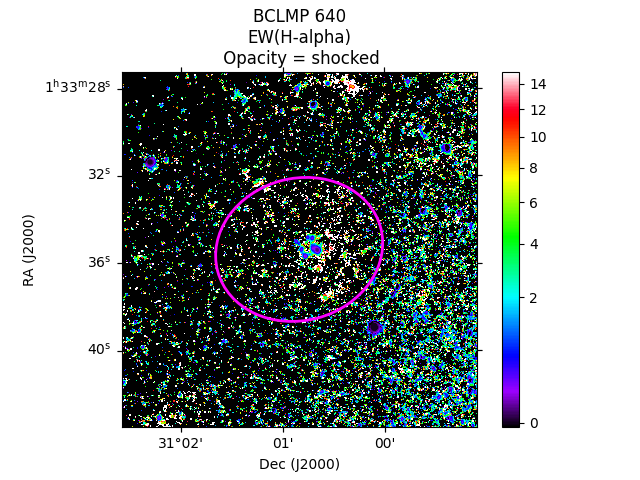 BCLMP 640
EW(H-alpha)
Opacity = shocked
1ʰ33ᵐ28ˢ
32ˢ
36ˢ
40ˢ
RA (J2000)
31°02' 01' 00'
Dec (J2000)
14
12
10
8
6
4
2
0